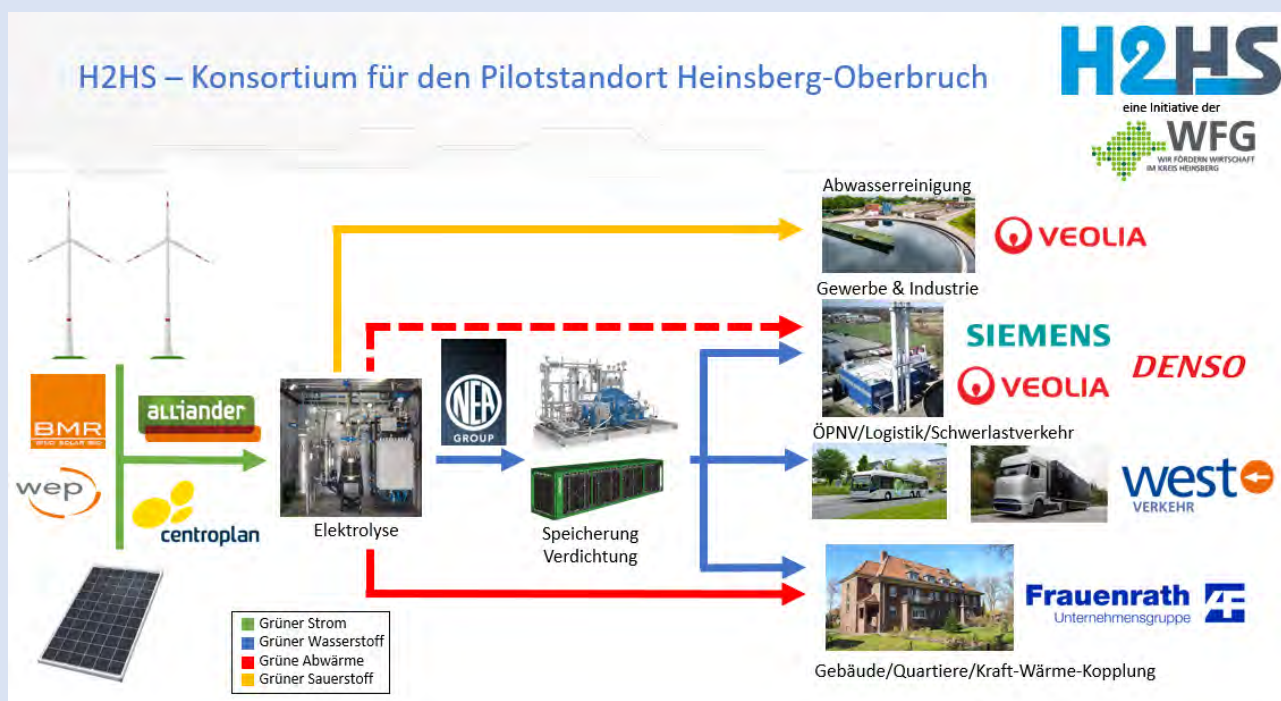 H2HS – Konsortium für den Pilotstandort Heinsberg-Oberbruch
H2HS
eine Initiative der
WFG
WIR FÖRDERN WIRTSCHAFT
IM KREIS HEINSBERG
Abwasserreinigung
VEOLIA
Gewerbe & Industrie
SIEMENS
VEOLIA
DENSO
BMR
alliander
NEA
GROUP
wep
centroplan
Elektrolyse
Speicherung
Verdichtung
ÖPNV/Logistik/Schwerlastverkehr
west
VERKEHR
Frauenrath
Unternehmensgruppe
Gebäude/Quartiere/Kraft-Wärme-Kopplung
Grüner Strom
Grüner Wasserstoff
Grüne Abwärme
Grüner Sauerstoff